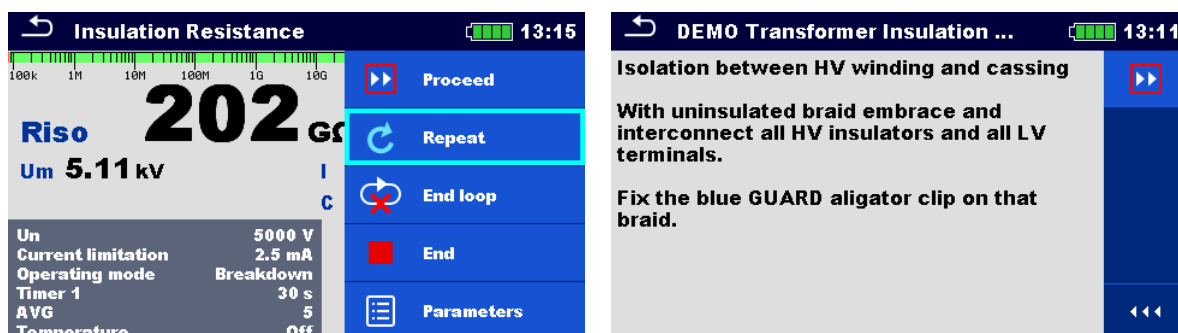 Insulation Resistance 13:15
100k 1M 10M 100M 1G 10G
Riso 202 GΩ
Um 5.11 kV I
C
Un 5000 V
Current limitation 2.5 mA
Operating mode Breakdown
Timer 1 30 s
AVG 5
Temperature Off
Proceed
Repeat
End loop
End
Parameters
DEMO Transformer Insulation ... 13:11
Isolation between HV winding and cassing
With uninsulated braid embrace and
interconnect all HV insulators and all LV
terminals.
Fix the blue GUARD aligator clip on that
braid.